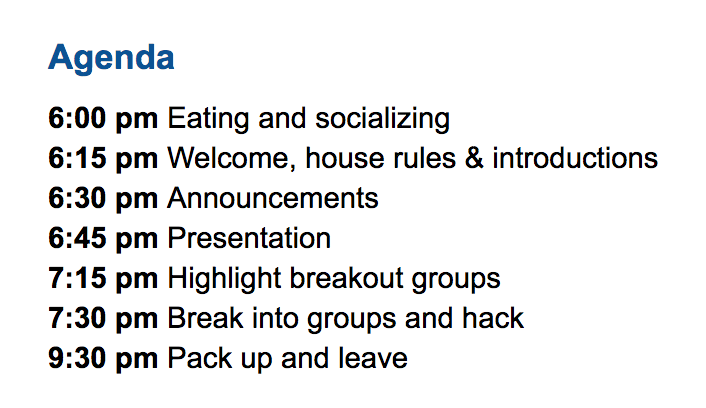 Agenda
6:00 pm Eating and socializing
6:15 pm Welcome, house rules & introductions
6:30 pm Announcements
6:45 pm Presentation
7:15 pm Highlight breakout groups
7:30 pm Break into groups and hack
9:30 pm Pack up and leave